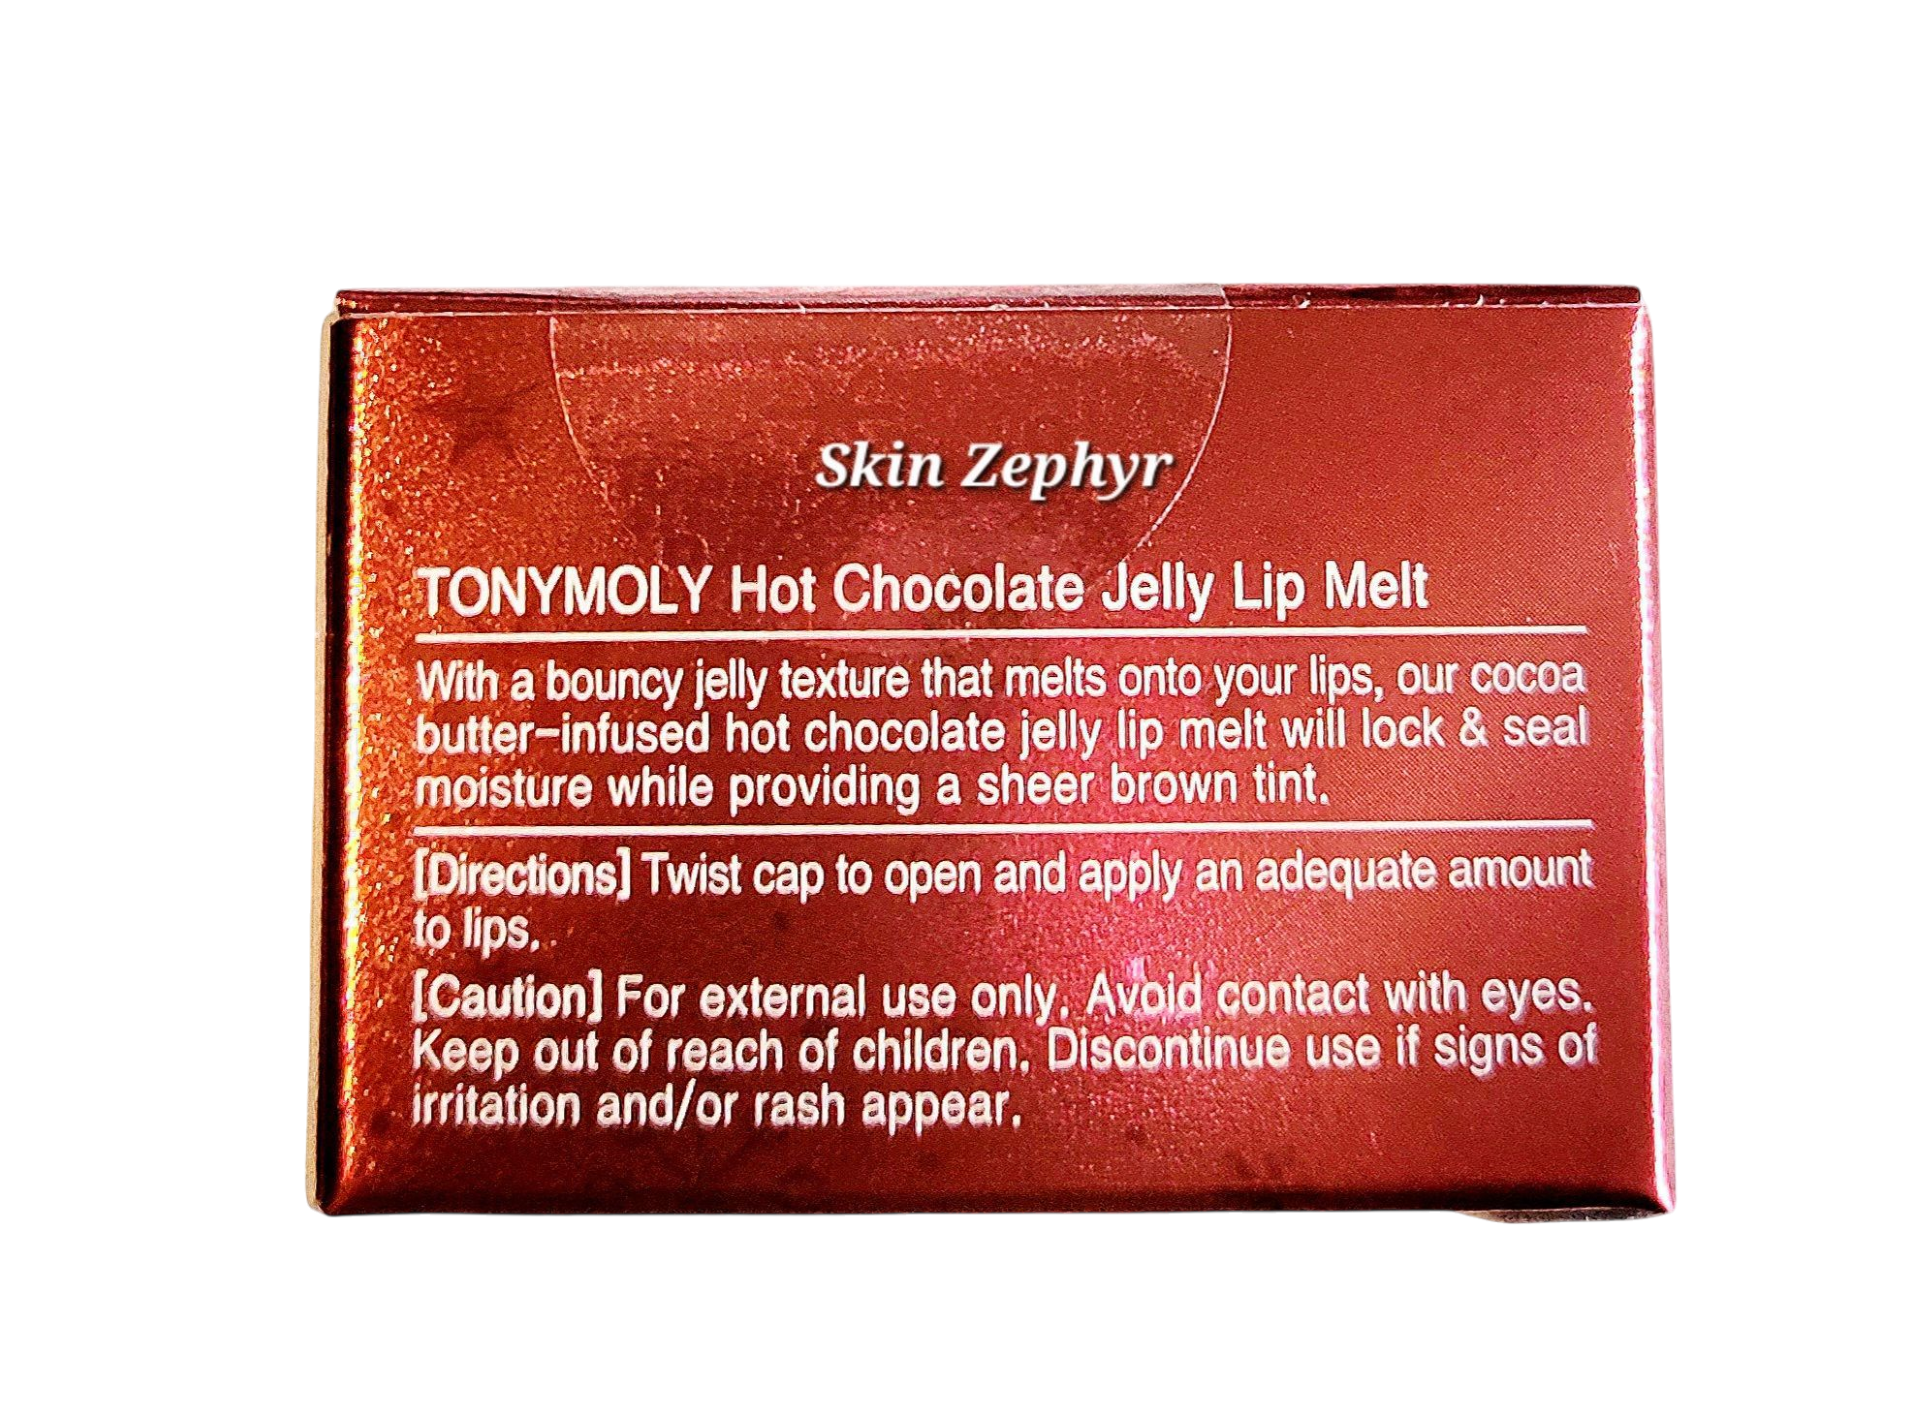 Skin Zephyr
TONYMOLY Hot Chocolate Jelly Lip Melt
With a bouncy jelly texture that melts onto your lips, our cocoa
butter-infused hot chocolate jelly lip melt will lock & seal
moisture while providing a sheer brown tint.
[Directions] Twist cap to open and apply an adequate amount
to lips.
[Caution] For external use only. Avoid contact with eyes.
Keep out of reach of children. Discontinue use if signs of
irritation and/or rash appear.